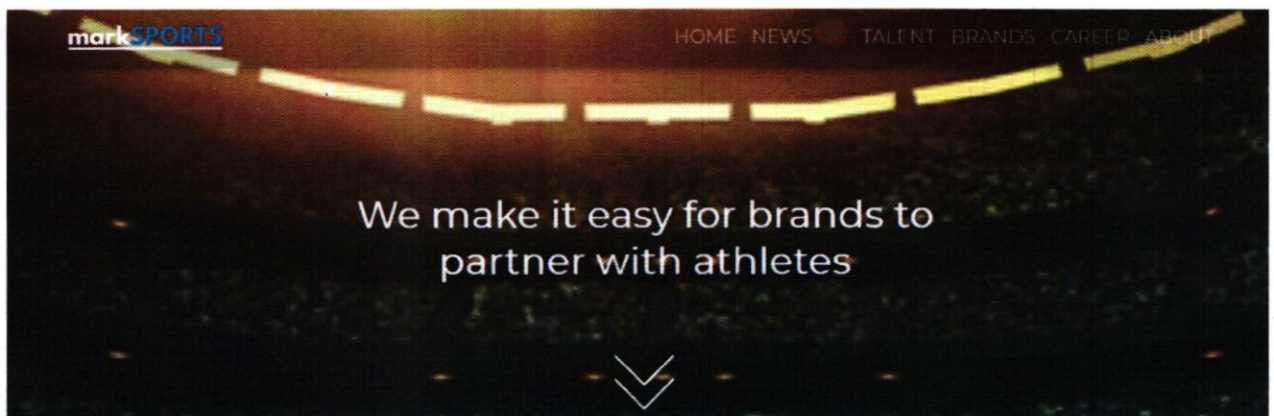 markSPORTS
HOME NEWS TALENT BRANDS CAREER ABOUT
We make it easy for brands to
partner with athletes